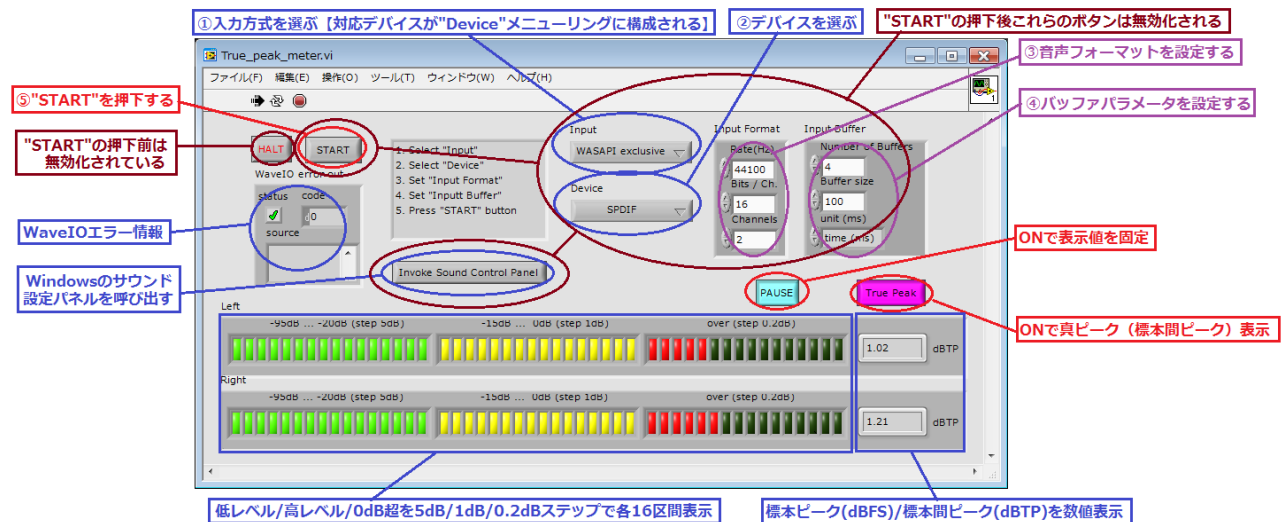 ①入力方式を選ぶ【対応デバイスが"Device"メニューリングに構成される】
②デバイスを選ぶ
"START"の押下後これらのボタンは無効化される
True_peak_meter.vi
③音声フォーマットを設定する
ファイル(F) 編集(E) 操作(O) ツール(T) ウィンドウ(W) ヘルプ(H)
⑤"START"を押下する
④バッファパラメータを設定する
1
"START"の押下前は
無効化されている
HALT
START
1. Select "Input"
2. Select "Device"
3. Set "Input Format"
4. Set "Inputt Buffer"
5. Press "START" button
Input
WASAPI exclusive
Device
SPDIF
Input Format
Rate(Hz)
44100
Bits / Ch.
16
Channels
2
Input Buffer
Number of Buffers
4
Buffer size
100
unit (ms)
time (ms)
WaveIO error out
status code
d0
source
WaveIOエラー情報
ONで表示値を固定
Windowsのサウンド
設定パネルを呼び出す
Invoke Sound Control Panel
PAUSE
True Peak
ONで真ピーク（標本間ピーク）表示
Left
-95dB ... -20dB (step 5dB)
-15dB ... 0dB (step 1dB)
over (step 0.2dB)
1.02
dBTP
Right
-95dB ... -20dB (step 5dB)
-15dB ... 0dB (step 1dB)
over (step 0.2dB)
1.21
dBTP
低レベル/高レベル/0dB超を5dB/1dB/0.2dBステップで各16区間表示
標本ピーク(dBFS)/標本間ピーク(dBTP)を数値表示